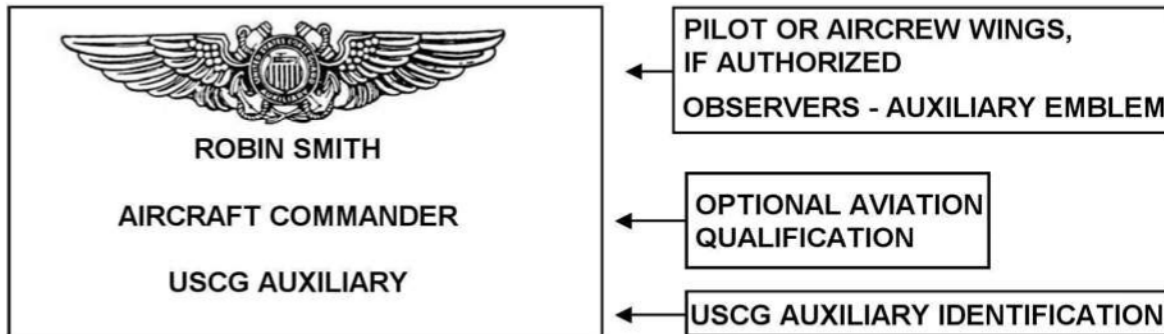 ROBIN SMITH
AIRCRAFT COMMANDER
USCG AUXILIARY
PILOT OR AIRCREW WINGS,
IF AUTHORIZED
OBSERVERS - AUXILIARY EMBLEM
OPTIONAL AVIATION
QUALIFICATION
USCG AUXILIARY IDENTIFICATION